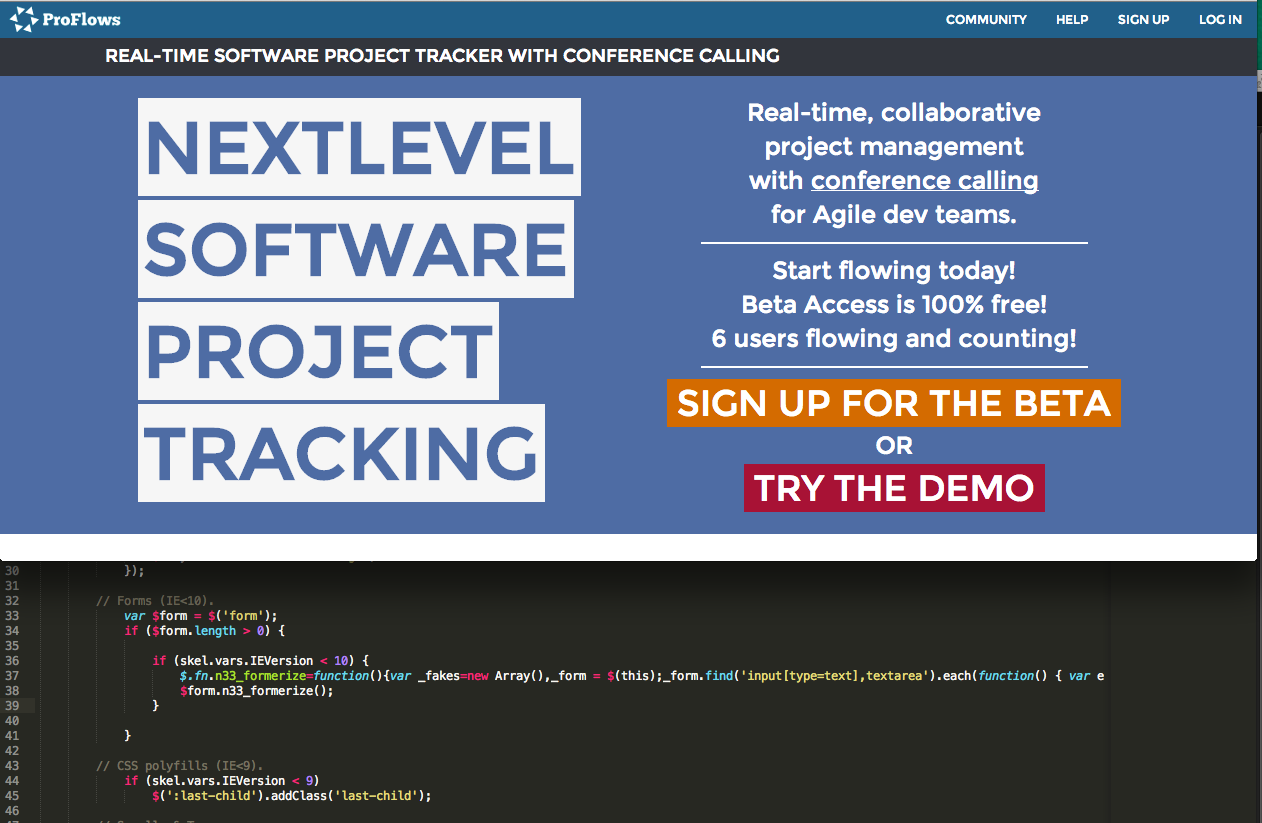 ProFlows COMMUNITY HELP SIGN UP LOG IN
REAL-TIME SOFTWARE PROJECT TRACKER WITH CONFERENCE CALLING
NEXTLEVEL
SOFTWARE
PROJECT
TRACKING
Real-time, collaborative
project management
with conference calling
for Agile dev teams.
Start flowing today!
Beta Access is 100% free!
6 users flowing and counting!
SIGN UP FOR THE BETA
OR
TRY THE DEMO
30 });
31
32 // Forms (IE<10).
33 var $form = $('form');
34 if ($form.length > 0) {
35
36 if (skel.vars.IEVersion < 10) {
37 $.fn.n33_formerize=function(){var _fakes=new Array(),_form = $(this);_form.find('input[type=text],textarea').each(function() { var e
38 $form.n33_formerize();
39 }
40
41 }
42
43 // CSS polyfills (IE<9).
44 if (skel.vars.IEVersion < 9)
45 $(':last-child').addClass('last-child');
46